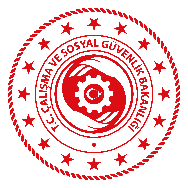 T.C. ÇALIŞMA VE SOSYAL GÜVENLİK BAKANLIĞI